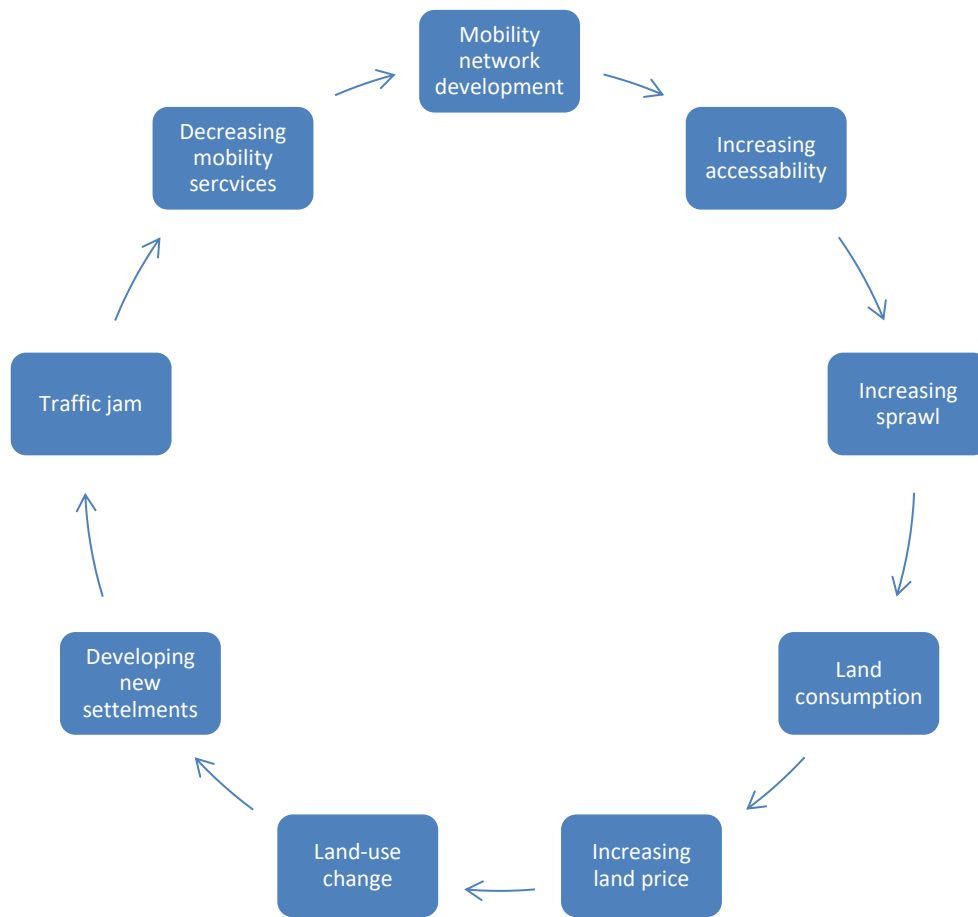 Mobility
network
development
Increasing
accessability
Increasing
sprawl
Land
consumption
Increasing
land price
Land-use
change
Developing
new
settelments
Traffic jam
Decreasing
mobility
sercvices